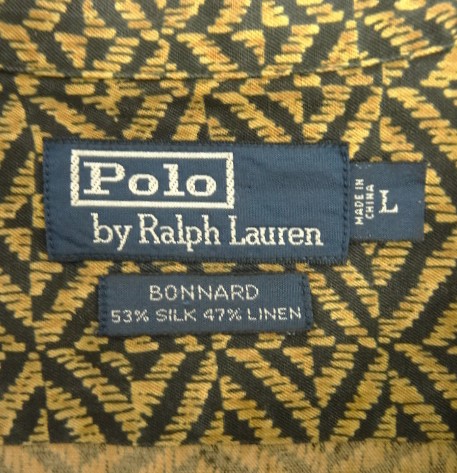 Polo
by Ralph Lauren
MADE IN
CHINA
L
BONNARD
53% SILK 47% LINEN